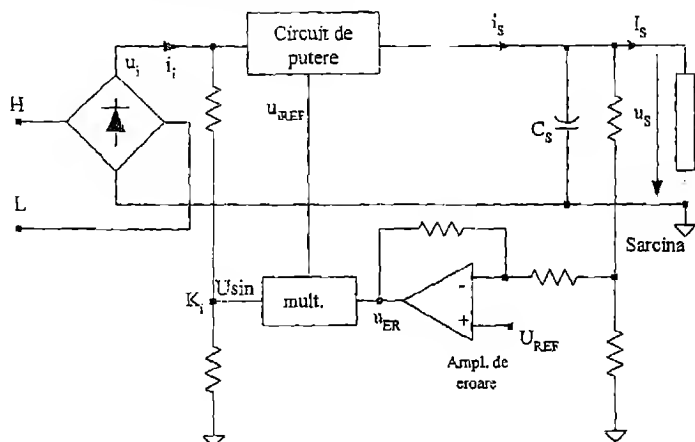 Circuit de
putere
i_s
I_s
u_i
i_i
H
u_iREF
C_s
u_s
L
Sarcina
K_i
Usin
mult.
u_ER
-
+
U_REF
Ampl. de
eroare